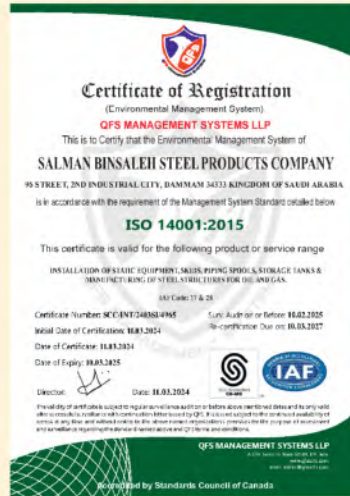 QFS
Certificate of Registration
(Environmental Management System)
QFS MANAGEMENT SYSTEMS LLP
This is to Certify that the Environmental Management System of
SALMAN BINSALEH STEEL PRODUCTS COMPANY
STREET, 2ND INDUSTRIAL CITY, DAMMAM 34333 KINGDOM OF SAUDI ARABIA
is in accordance with the requirement of the Management System Standard detailed below
ISO 14001:2015
This certificate is valid for the following product or service range
INSTALLATION OF STATIC EQUIPMENT, SKIDS, PIPING SPOOLS, STORAGE TANKS &
MANUFACTURING OF STEEL STRUCTURES FOR OIL AND GAS.
IAF Code: 17 & 28
Certificate Number:
Surv. Audit on or Before: 10.02.2025
Initial Date of Certification: 11.03.2024
Re-certification Due on: 10.03.2027
Date of Certificate: 11.03.2024
Date of Expiry: 10.03.2025
IAF
Director:
Date: 11.03.2024
QFS MANAGEMENT SYSTEMS LLP
Accredited by Standards Council of Canada